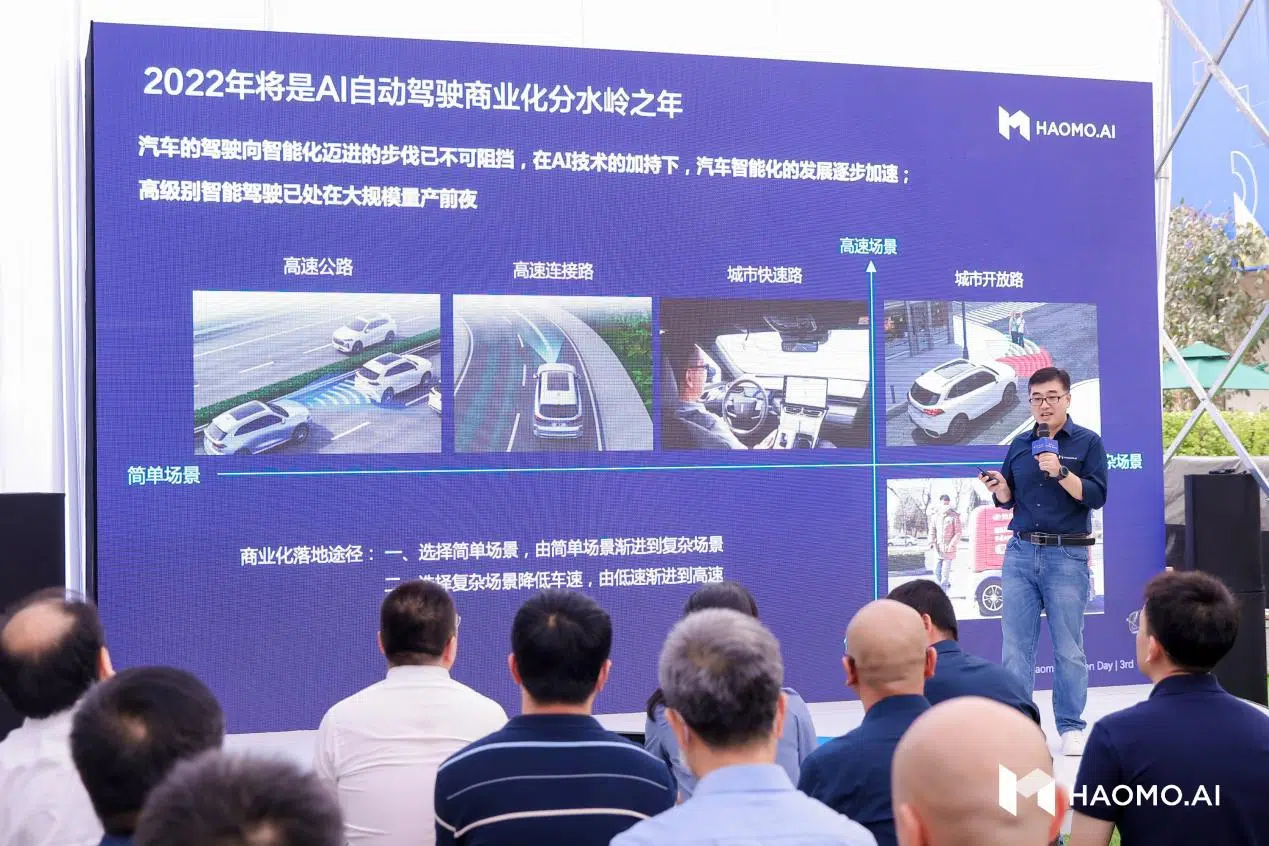 2022年将是AI自动驾驶商业化分水岭之年
HAOMO.AI
汽车的驾驶向智能化迈进的步伐已不可阻挡，在AI技术的加持下，汽车智能化的发展逐步加速；
高级别智能驾驶已处在大规模量产前夜
高速场景
高速公路
高速连接路
城市快速路
城市开放路
简单场景
杂场景
商业化落地途径：一、选择简单场景，由简单场景渐进到复杂场景
二、选择复杂场景降低车速，由低速渐进到高速
Day | 3rd
HAOMO.AI